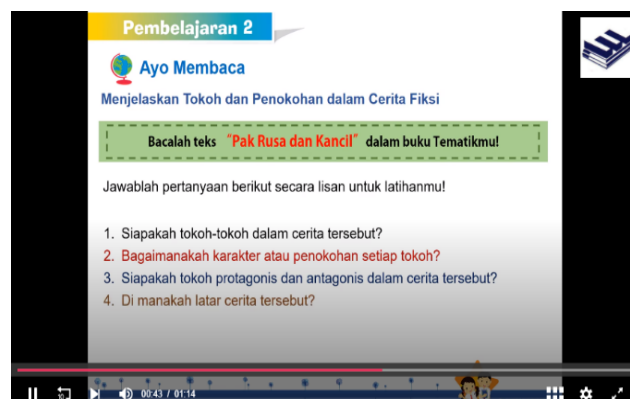 Pembelajaran 2
Ayo Membaca
Menjelaskan Tokoh dan Penokohan dalam Cerita Fiksi
Bacalah teks "Pak Rusa dan Kancil" dalam buku Tematikmu!
Jawablah pertanyaan berikut secara lisan untuk latihanmu!
1. Siapakah tokoh-tokoh dalam cerita tersebut?
2. Bagaimanakah karakter atau penokohan setiap tokoh?
3. Siapakah tokoh protagonis dan antagonis dalam cerita tersebut?
4. Di manakah latar cerita tersebut?
10 00:43 / 01:14